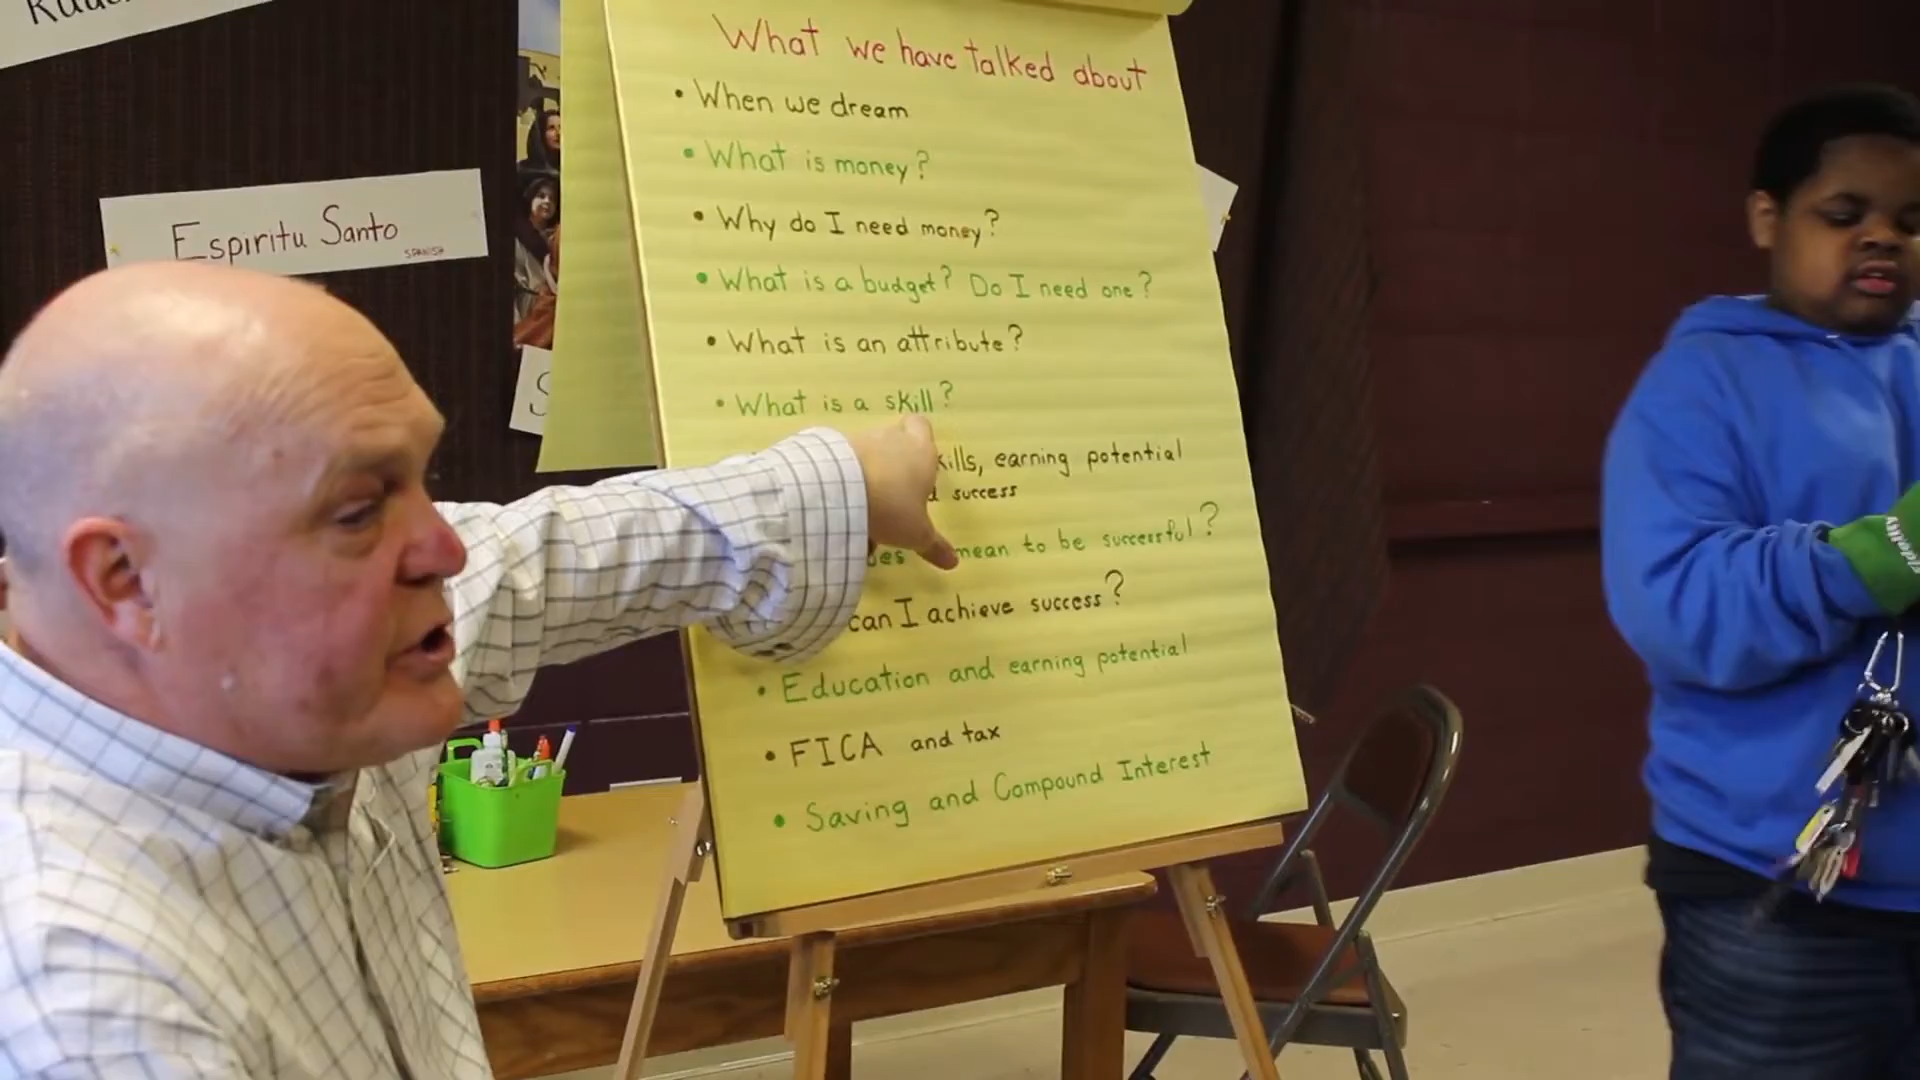 Espiritu Santo
SPANISH
S
What we have talked about
• When we dream
• What is money?
• Why do I need money?
• What is a budget? Do I need one?
• What is an attribute?
• What is a skill?
kills, earning potential
success
mean to be successful?
can I achieve success?
• Education and earning potential
• FICA and tax
• Saving and Compound Interest